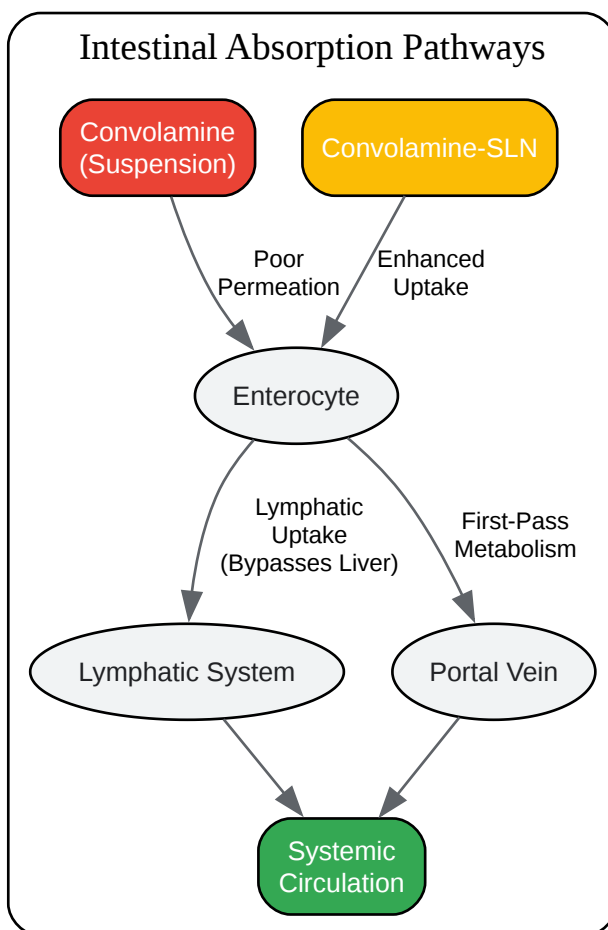 Intestinal Absorption Pathways
Convolamine
(Suspension)
Convolamine-SLN
Poor
Permeation
Enhanced
Uptake
Enterocyte
Lymphatic
Uptake
(Bypasses Liver)
First-Pass
Metabolism
Lymphatic System
Portal Vein
Systemic
Circulation